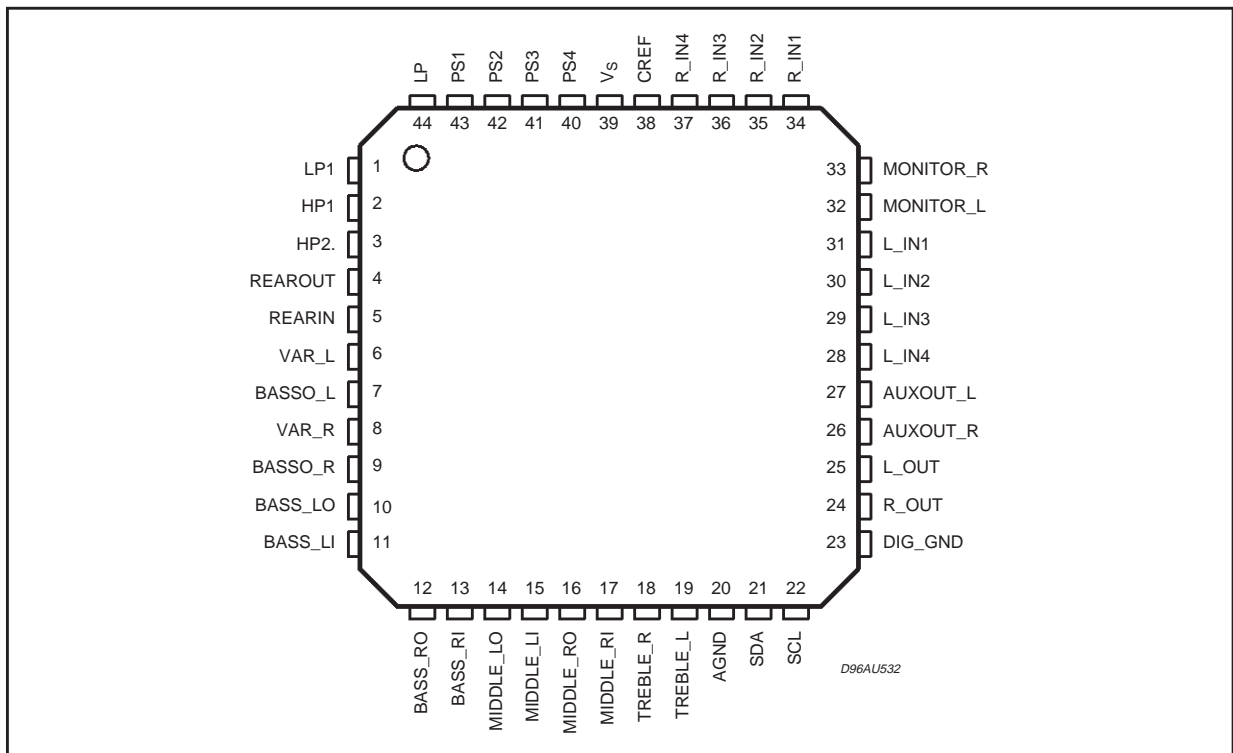 LP PS1 PS2 PS3 PS4 VS CREF R_IN4 R_IN3 R_IN2 R_IN1
44 43 42 41 40 39 38 37 36 35 34
LP1 1 33 MONITOR_R
HP1 2 32 MONITOR_L
HP2. 3 31 L_IN1
REAROUT 4 30 L_IN2
REARIN 5 29 L_IN3
VAR_L 6 28 L_IN4
BASSO_L 7 27 AUXOUT_L
VAR_R 8 26 AUXOUT_R
BASSO_R 9 25 L_OUT
BASS_LO 10 24 R_OUT
BASS_LI 11 23 DIG_GND
12 13 14 15 16 17 18 19 20 21 22
BASS_RO BASS_RI MIDDLE_LO MIDDLE_LI MIDDLE_RO MIDDLE_RI TREBLE_R TREBLE_L AGND SDA SCL
D96AU532